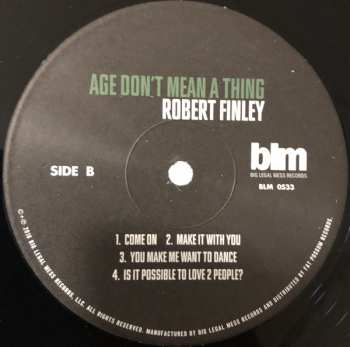 AGE DON'T MEAN A THING
ROBERT FINLEY
SIDE B
blm
BIG LEGAL MESS RECORDS
BLM 0533
1. COME ON 2. MAKE IT WITH YOU
3. YOU MAKE ME WANT TO DANCE
4. IS IT POSSIBLE TO LOVE 2 PEOPLE?
©℗ 2016 BIG LEGAL MESS RECORDS, LLC. ALL RIGHTS RESERVED. MANUFACTURED BY BIG LEGAL MESS RECORDS AND DISTRIBUTED BY FAT POSSUM RECORDS.